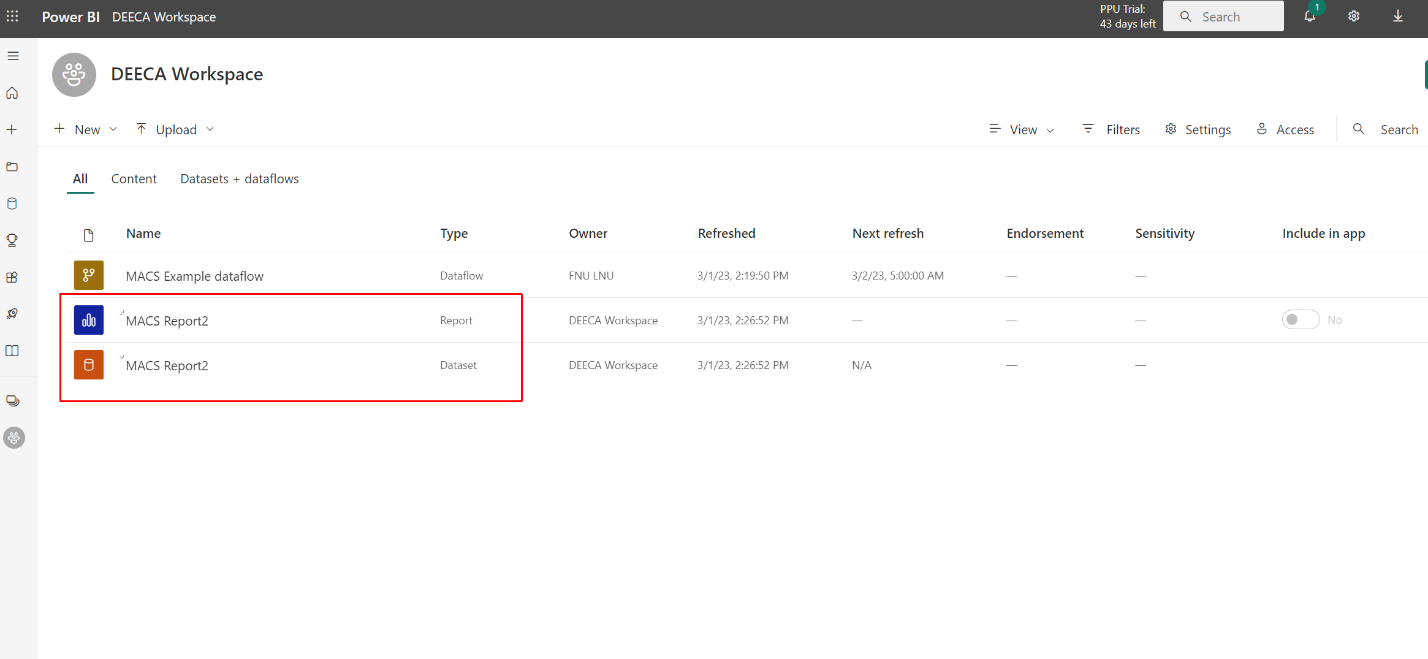 Power BI DEECA Workspace
PPU Trial:
43 days left
Search
1
DEECA Workspace
New Upload View Filters Settings Access Search
All Content Datasets + dataflows
Name Type Owner Refreshed Next refresh Endorsement Sensitivity Include in app
MACS Example dataflow Dataflow FNU LNU 3/1/23, 2:19:50 PM 3/2/23, 5:00:00 AM — —
MACS Report2 Report DEECA Workspace 3/1/23, 2:26:52 PM — — — No
MACS Report2 Dataset DEECA Workspace 3/1/23, 2:26:52 PM N/A — —